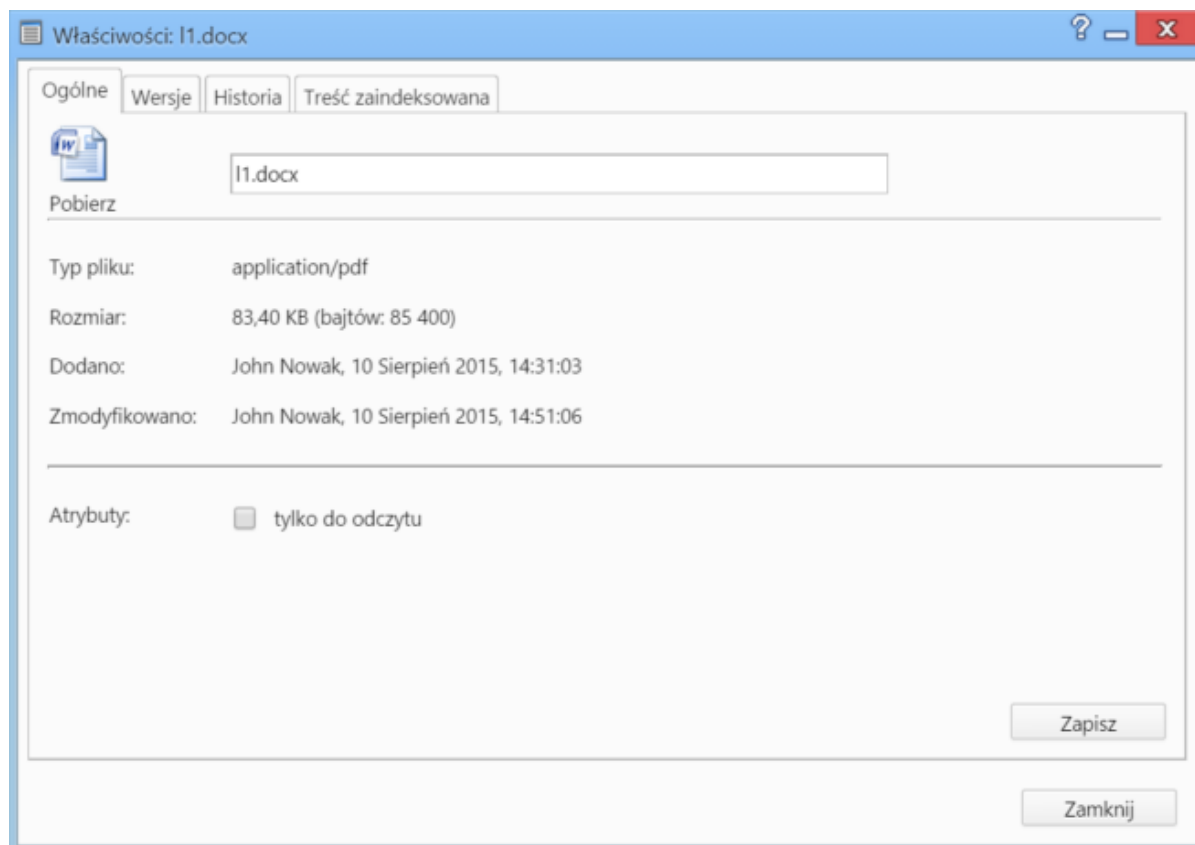 Właściwości: l1.docx
Ogólne Wersje Historia Treść zaindeksowana
l1.docx
Pobierz
Typ pliku: application/pdf
Rozmiar: 83,40 KB (bajtów: 85 400)
Dodano: John Nowak, 10 Sierpień 2015, 14:31:03
Zmodyfikowano: John Nowak, 10 Sierpień 2015, 14:51:06
Atrybuty: tylko do odczytu
Zapisz
Zamknij